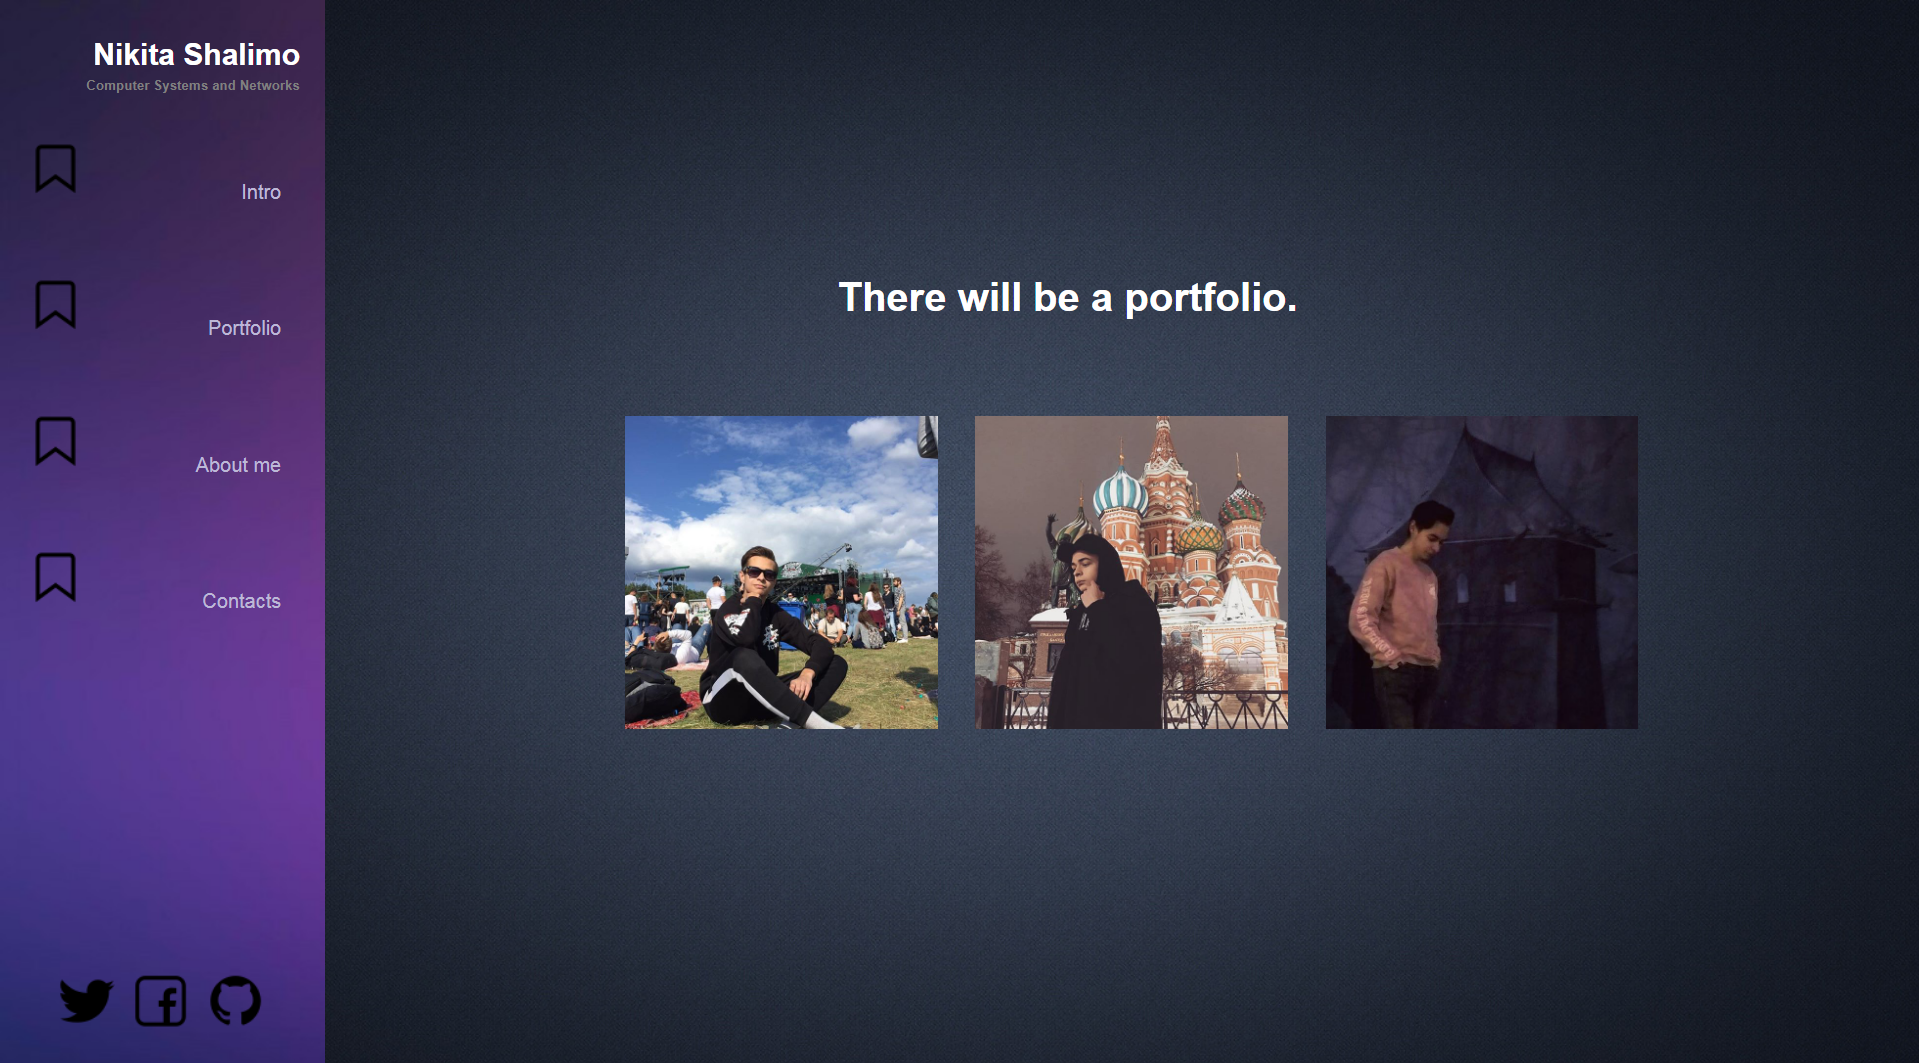 Nikita Shalimo
Computer Systems and Networks
Intro
Portfolio
About me
Contacts
There will be a portfolio.